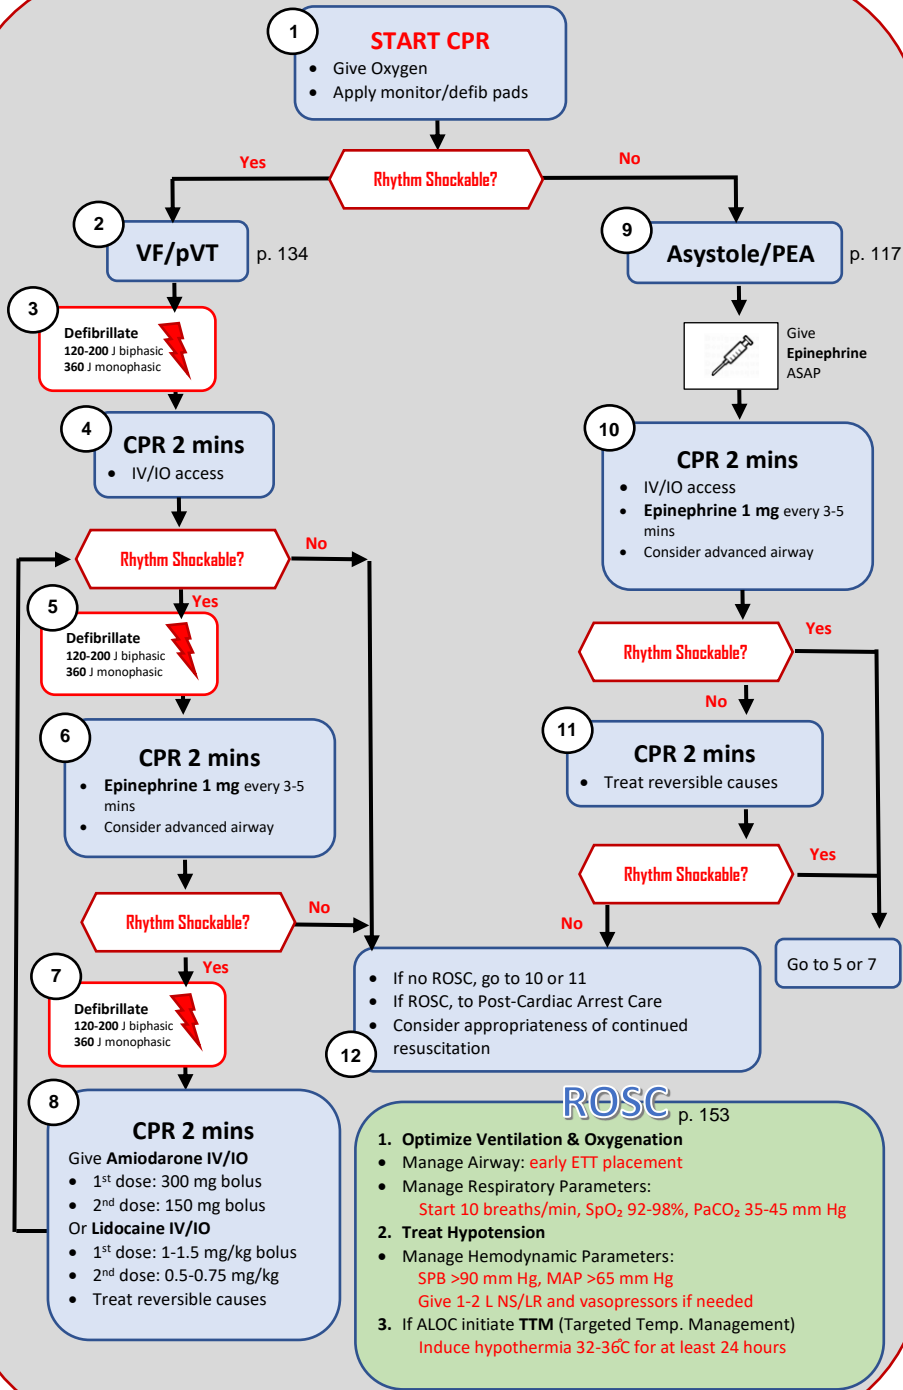 1
START CPR
• Give Oxygen
• Apply monitor/defib pads
Rhythm Shockable?
Yes
No
2
VF/pVT
p. 134
3
Defibrillate
120-200 J biphasic
360 J monophasic
4
CPR 2 mins
• IV/IO access
Rhythm Shockable?
No
Yes
5
Defibrillate
120-200 J biphasic
360 J monophasic
6
CPR 2 mins
• Epinephrine 1 mg every 3-5
mins
• Consider advanced airway
Rhythm Shockable?
No
Yes
7
Defibrillate
120-200 J biphasic
360 J monophasic
8
CPR 2 mins
Give Amiodarone IV/IO
• 1st dose: 300 mg bolus
• 2nd dose: 150 mg bolus
Or Lidocaine IV/IO
• 1st dose: 1-1.5 mg/kg bolus
• 2nd dose: 0.5-0.75 mg/kg
• Treat reversible causes
9
Asystole/PEA
p. 117
Give
Epinephrine
ASAP
10
CPR 2 mins
• IV/IO access
• Epinephrine 1 mg every 3-5
mins
• Consider advanced airway
Rhythm Shockable?
Yes
No
11
CPR 2 mins
• Treat reversible causes
Rhythm Shockable?
Yes
No
Go to 5 or 7
12
• If no ROSC, go to 10 or 11
• If ROSC, to Post-Cardiac Arrest Care
• Consider appropriateness of continued
resuscitation
ROSC
p. 153
1. Optimize Ventilation & Oxygenation
• Manage Airway: early ETT placement
• Manage Respiratory Parameters:
Start 10 breaths/min, SpO₂ 92-98%, PaCO₂ 35-45 mm Hg
2. Treat Hypotension
• Manage Hemodynamic Parameters:
SPB >90 mm Hg, MAP >65 mm Hg
Give 1-2 L NS/LR and vasopressors if needed
3. If ALOC initiate TTM (Targeted Temp. Management)
Induce hypothermia 32-36°C for at least 24 hours